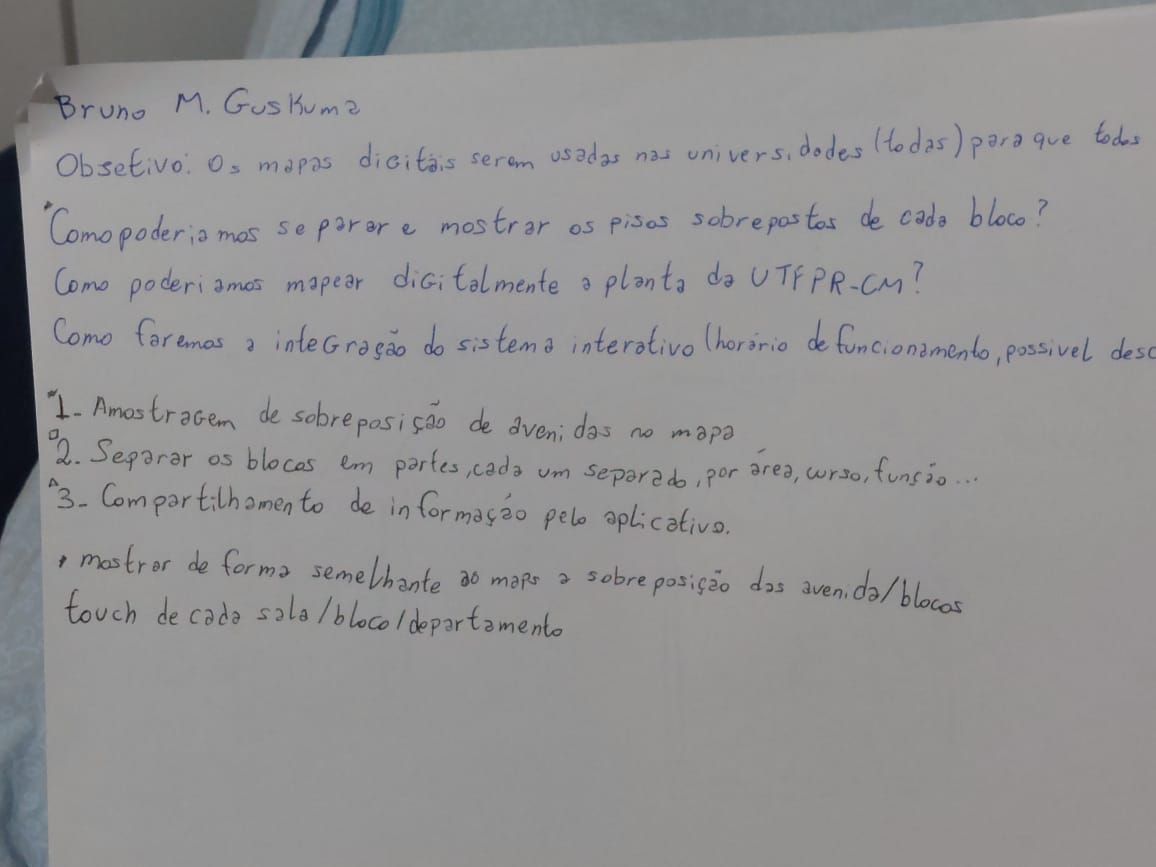 Bruno M. Guskuma
Obsetivo: Os mapas digitais serem usadas nas universidades (todas) para que todos
*Como poderiamos separar e mostrar os pisos sobrepostos de cada bloco?
Como poderiamos mapear digitalmente a planta da UTFPR-CM?
Como faremos a integração do sistema interativo (horário de funcionamento, possivel desc
*1- Amostragem de sobreposição de avenidas no mapa
□2. Separar os blocos em partes, cada um separado, por área, curso, função...
△3- Compartilhamento de informação pelo aplicativo.
• mostrar de forma semelhante ao maps a sobreposição das avenida/blocos
touch de cada sala/bloco/departamento